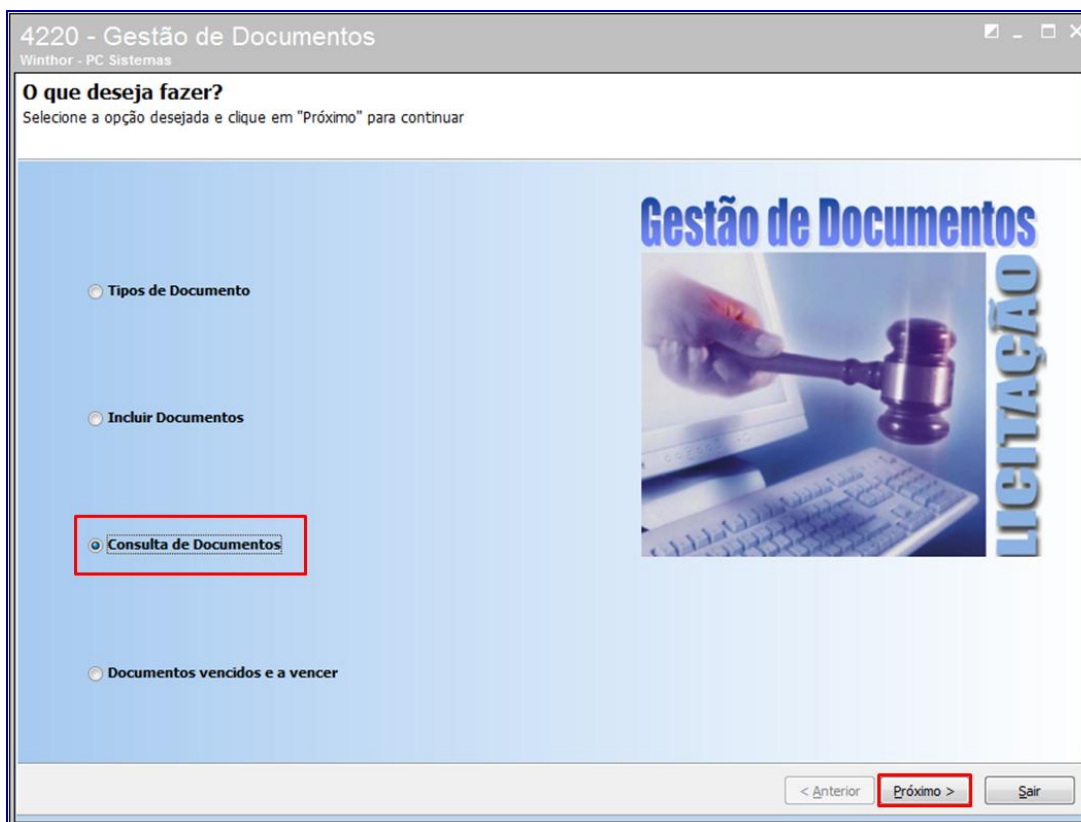 4220 - Gestão de Documentos
Winthor - PC Sistemas
O que deseja fazer?
Selecione a opção desejada e clique em "Próximo" para continuar
Gestão de Documentos
LICITAÇÃO
Tipos de Documento
Incluir Documentos
Consulta de Documentos
Documentos vencidos e a vencer
< Anterior Próximo > Sair